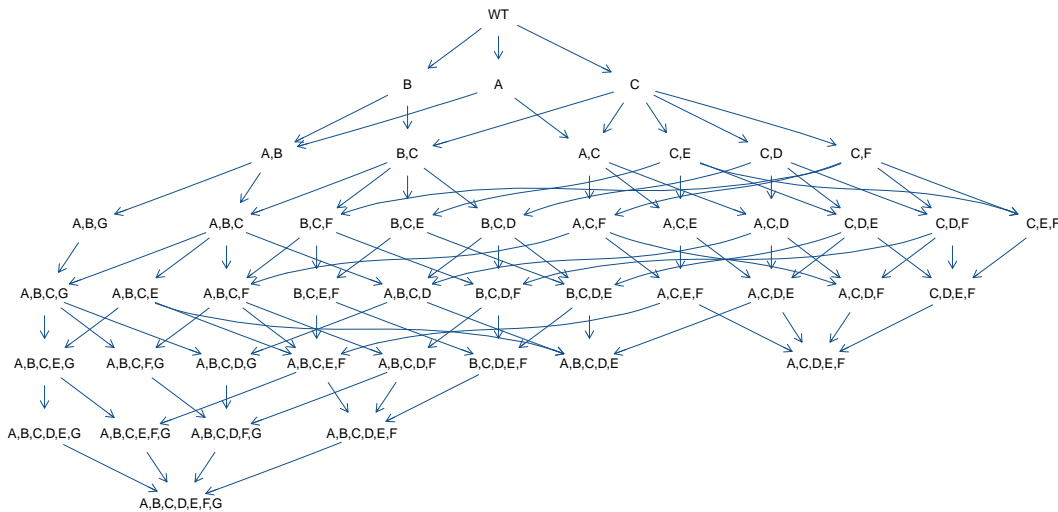 WT
B A C
A,B B,C A,C C,E C,D C,F
A,B,G A,B,C B,C,F B,C,E B,C,D A,C,F A,C,E A,C,D C,D,E C,D,F C,E,F
A,B,C,G A,B,C,E A,B,C,F B,C,E,F A,B,C,D B,C,D,F B,C,D,E A,C,E,F A,C,D,E A,C,D,F C,D,E,F
A,B,C,E,G A,B,C,F,G A,B,C,D,G A,B,C,E,F A,B,C,D,F B,C,D,E,F A,B,C,D,E A,C,D,E,F
A,B,C,D,E,G A,B,C,E,F,G A,B,C,D,F,G A,B,C,D,E,F
A,B,C,D,E,F,G